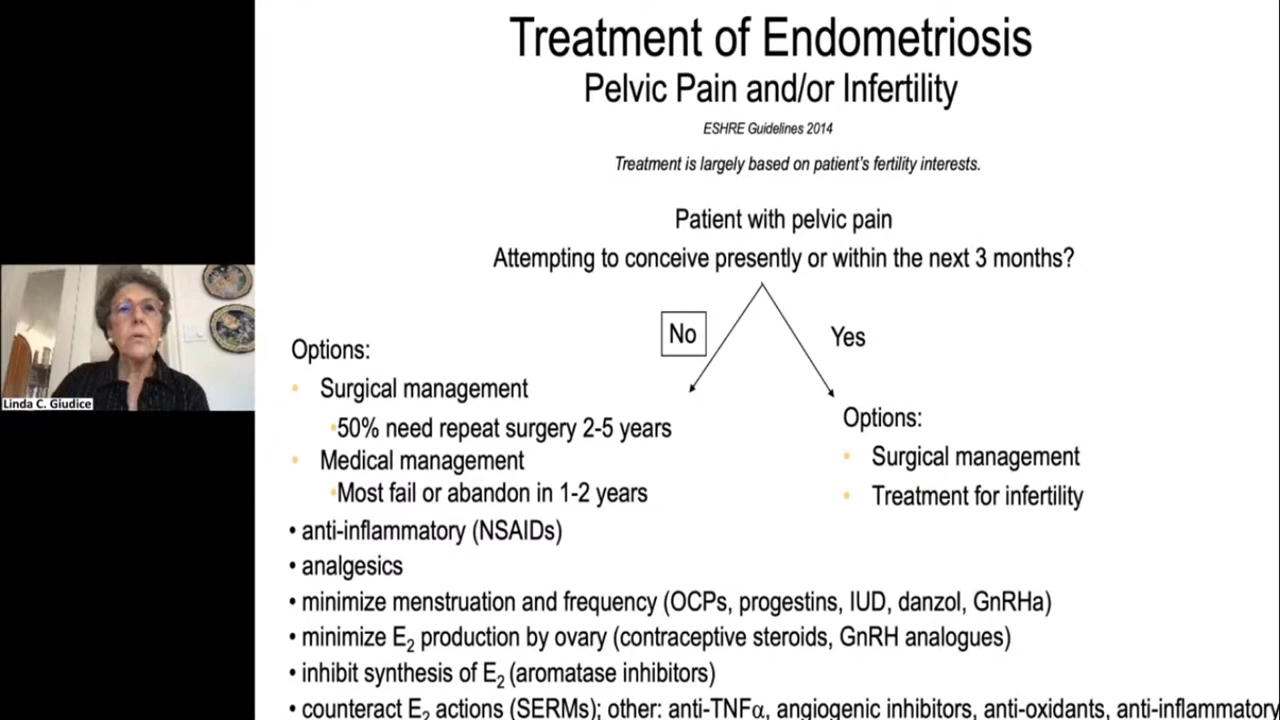 Treatment of Endometriosis
Pelvic Pain and/or Infertility
ESHRE Guidelines 2014
Treatment is largely based on patient's fertility interests.
Patient with pelvic pain
Attempting to conceive presently or within the next 3 months?
No
Yes
Options:
• Surgical management
•50% need repeat surgery 2-5 years
• Medical management
•Most fail or abandon in 1-2 years
Options:
• Surgical management
• Treatment for infertility
• anti-inflammatory (NSAIDs)
• analgesics
• minimize menstruation and frequency (OCPs, progestins, IUD, danzol, GnRHa)
• minimize E₂ production by ovary (contraceptive steroids, GnRH analogues)
• inhibit synthesis of E₂ (aromatase inhibitors)
• counteract E₂ actions (SERMs); other: anti-TNFα, angiogenic inhibitors, anti-oxidants, anti-inflammatory
Linda C. Giudice